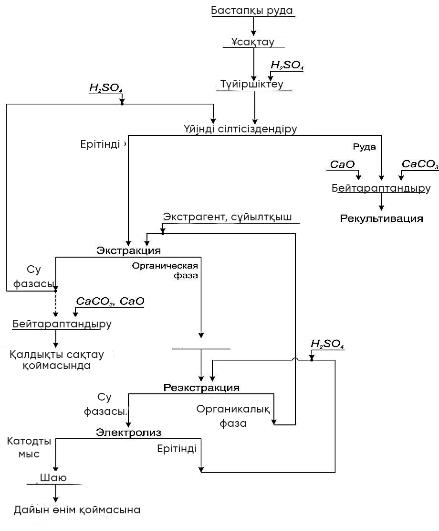 Бастапқы руда
Ұсақтау
H₂SO₄
Түйіршіктеу
H₂SO₄
Үйінді сілтісіздендіру
Ерітінді
Руда
CaO
CaCO₃
Бейтараптандыру
Рекультивация
Экстрагент, сұйылтқыш
Экстракция
Су
фазасы
Органическая
фаза
CaCO₃, CaO
Бейтараптандыру
Қалдықты сақтау
қоймасында
H₂SO₄
Реэкстракция
Су
фазасы.
Органикалық
фаза
Электролиз
Катодты
мыс
Ерітінді
Шаю
Дайын өнім қоймасына